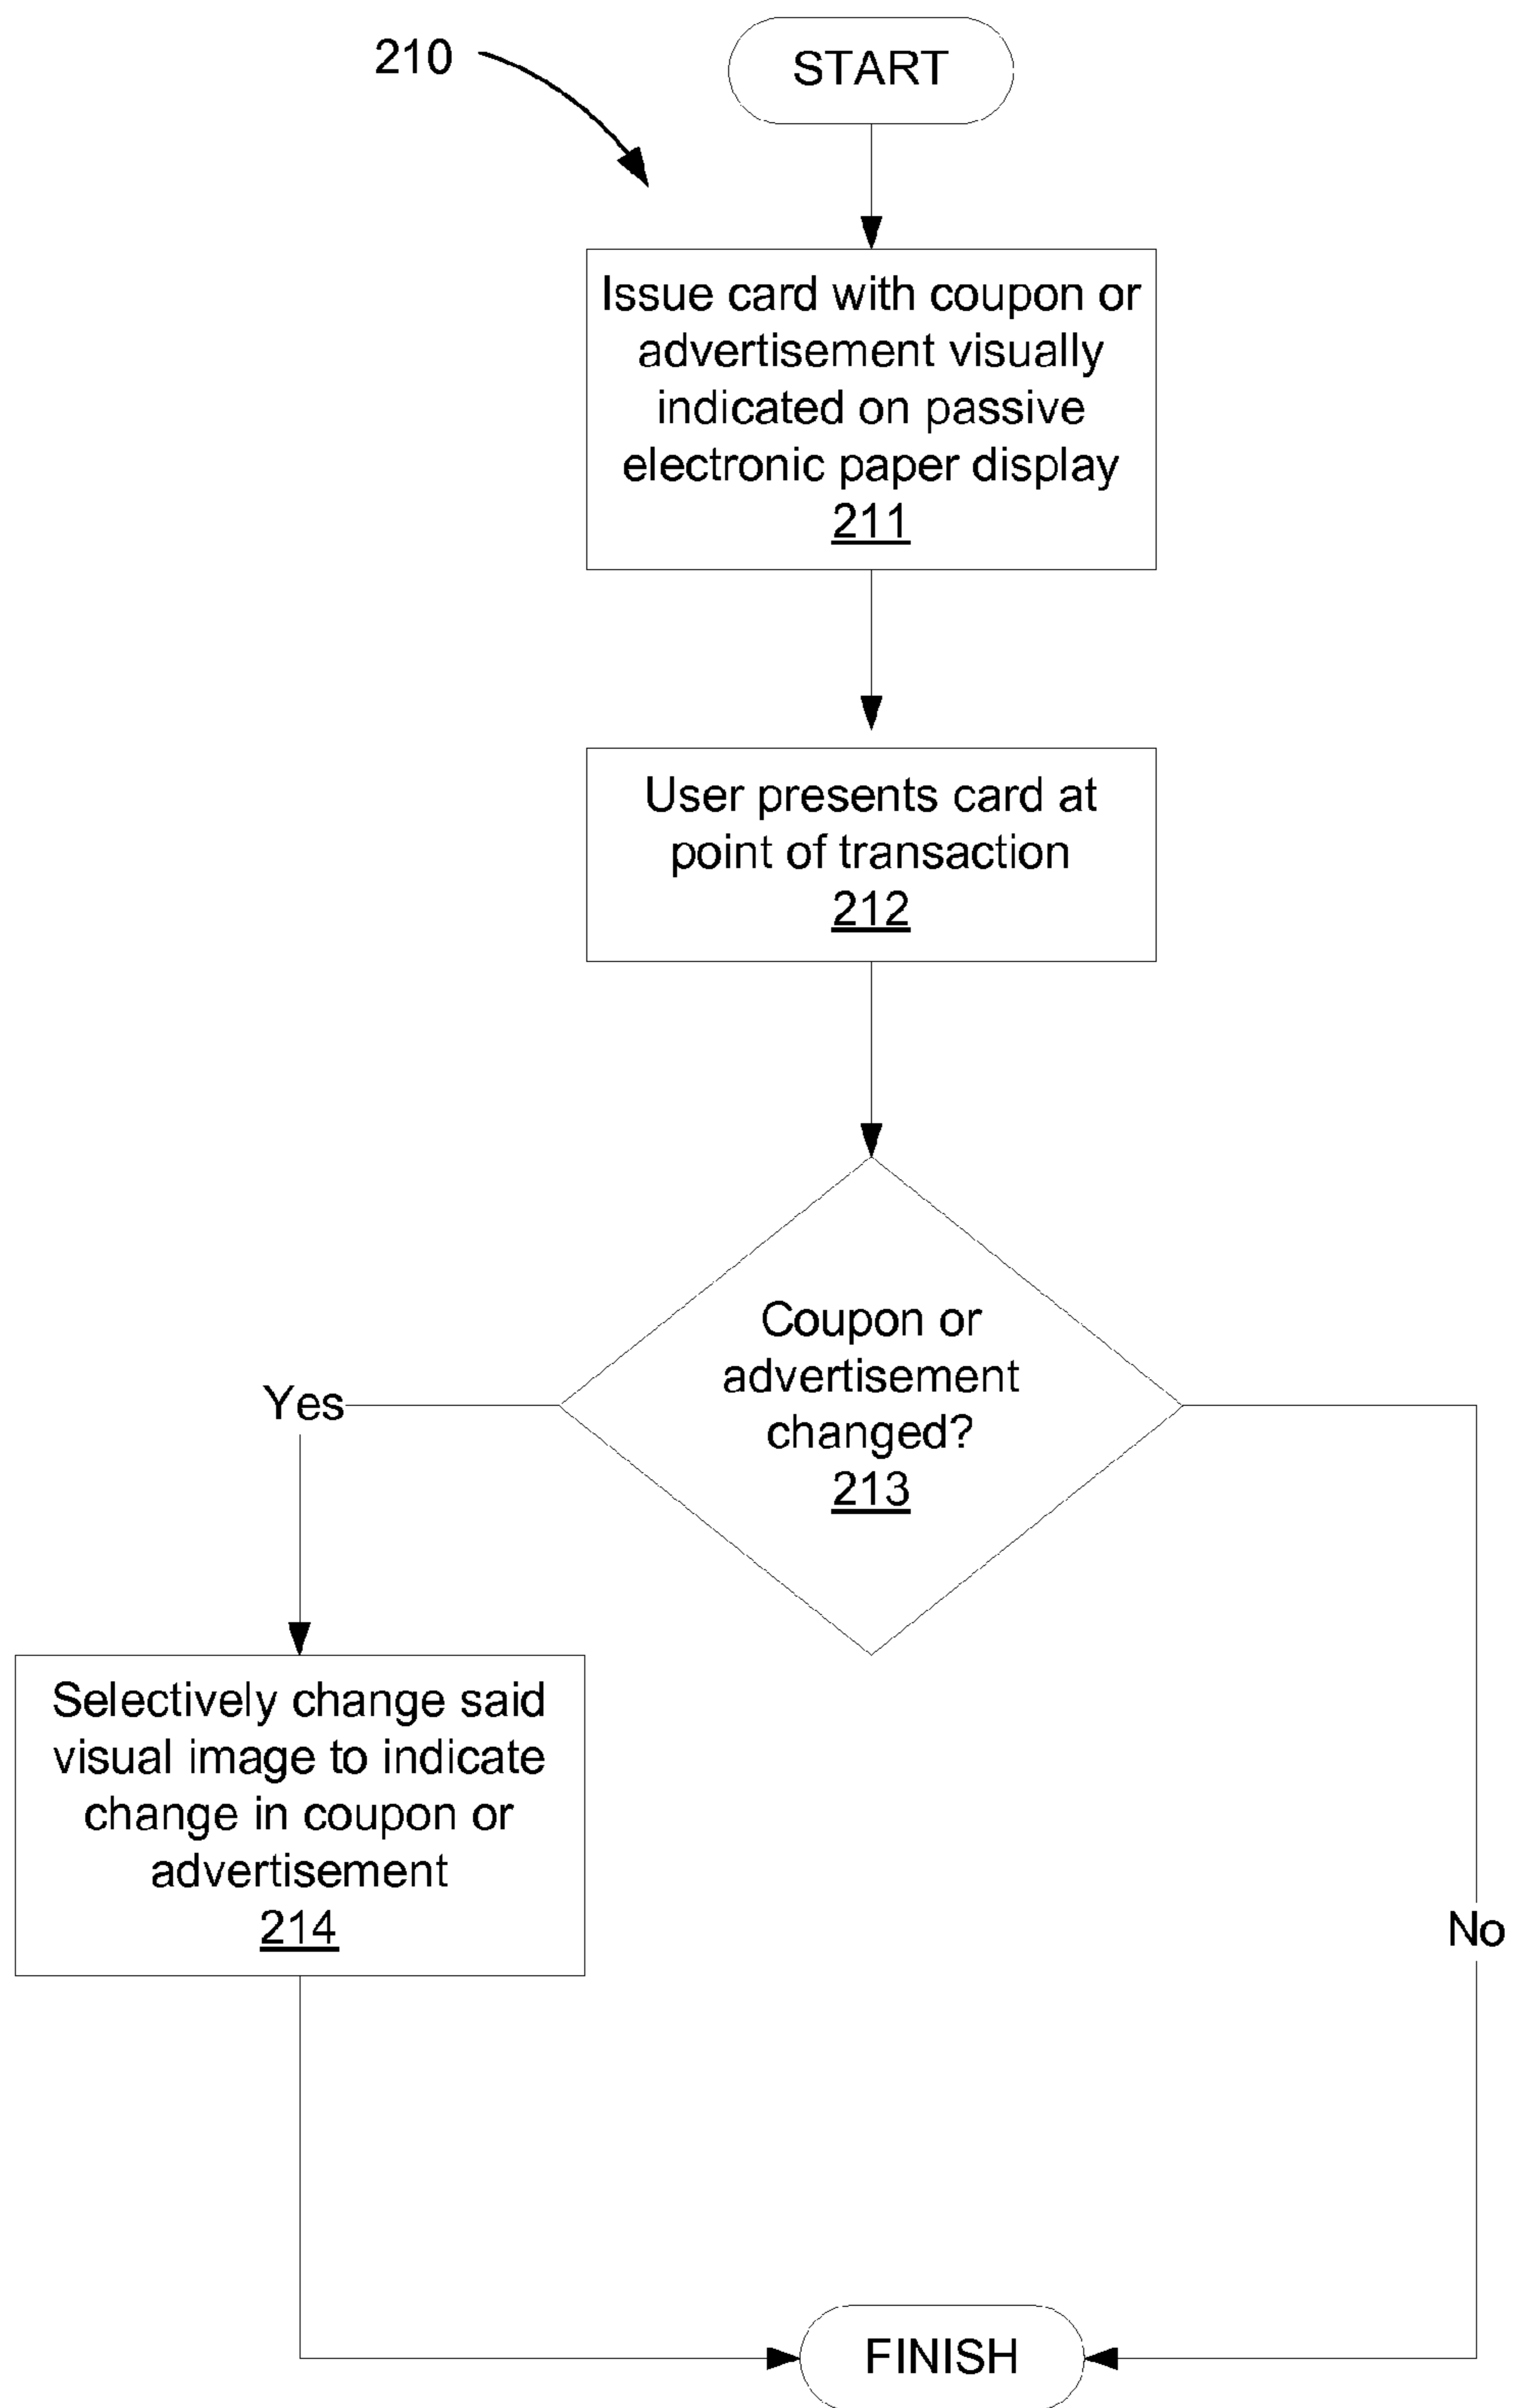 210
START
Issue card with coupon or
advertisement visually
indicated on passive
electronic paper display
211
User presents card at
point of transaction
212
Coupon or
advertisement
changed?
213
Yes
Selectively change said
visual image to indicate
change in coupon or
advertisement
214
No
FINISH